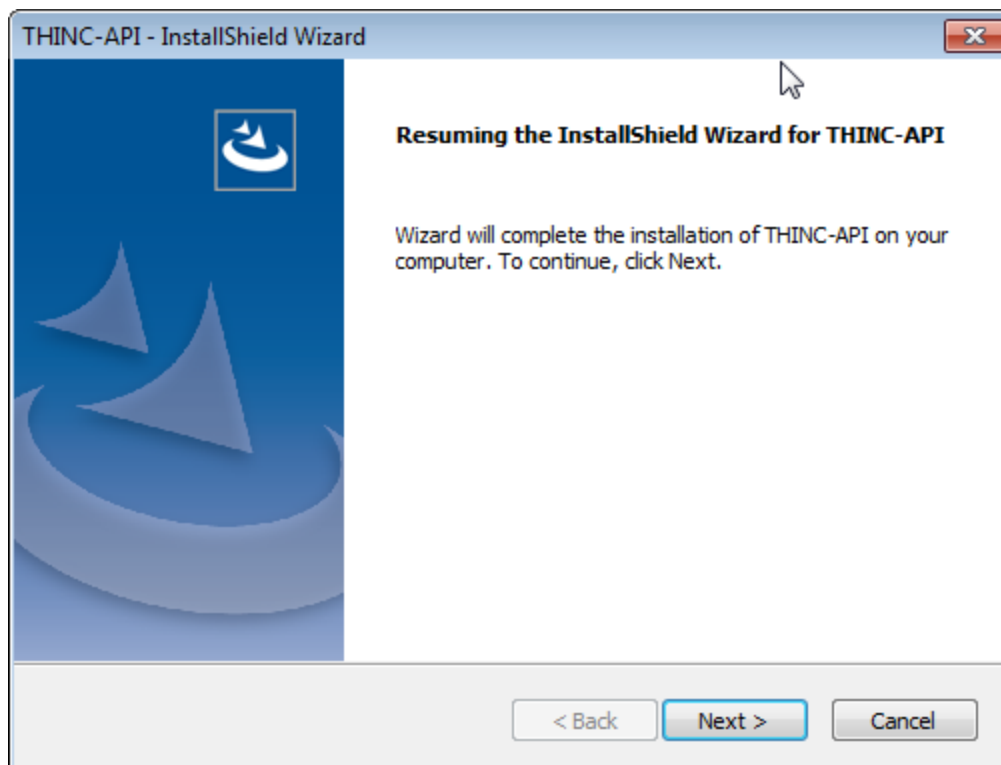 THINC-API - InstallShield Wizard
Resuming the InstallShield Wizard for THINC-API
Wizard will complete the installation of THINC-API on your
computer. To continue, click Next.
< Back
Next >
Cancel